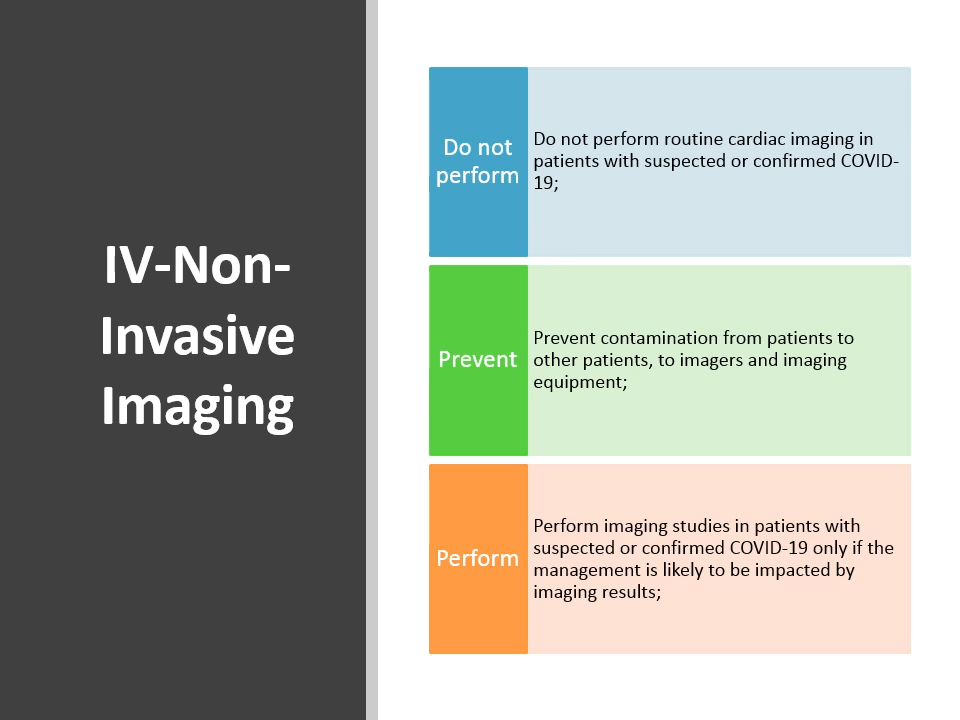 IV-Non-
Invasive
Imaging
Do not
perform
Do not perform routine cardiac imaging in
patients with suspected or confirmed COVID-
19;
Prevent
Prevent contamination from patients to
other patients, to imagers and imaging
equipment;
Perform
Perform imaging studies in patients with
suspected or confirmed COVID-19 only if the
management is likely to be impacted by
imaging results;